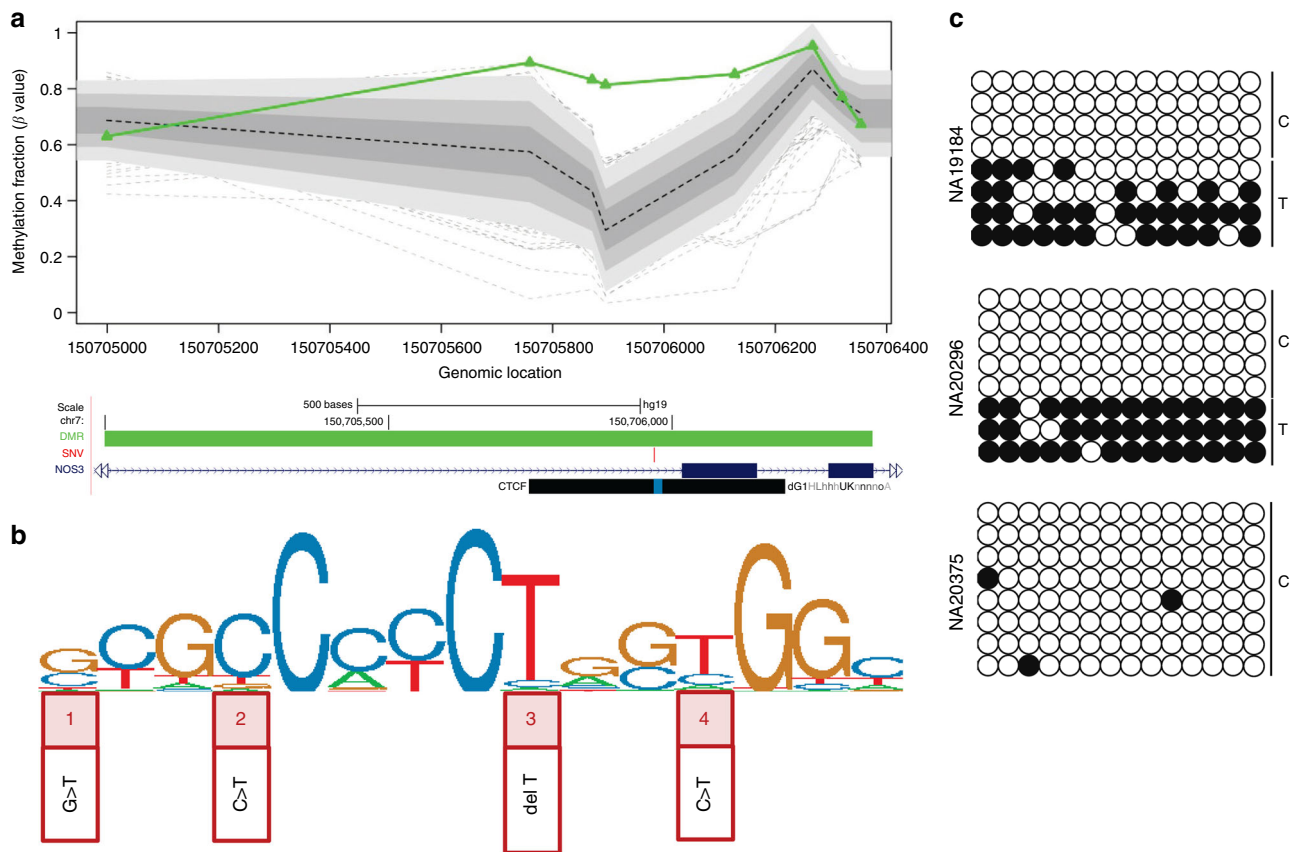 a
Methylation fraction (β value)
1
0.8
0.6
0.4
0.2
0
150705000 150705200 150705400 150705600 150705800 150706000 150706200 150706400
Genomic location
Scale 500 bases hg19
chr7: 150,705,500 150,706,000
DMR
SNV
NOS3
CTCF dG1HLhhhUKnnnnoA
b
G C T G T A C T G C C A C T C T C G A G C T C A G G C C T
1 2 3 4
G>T C>T del T C>T
c
NA19184
C
T
NA20296
C
T
NA20375
C